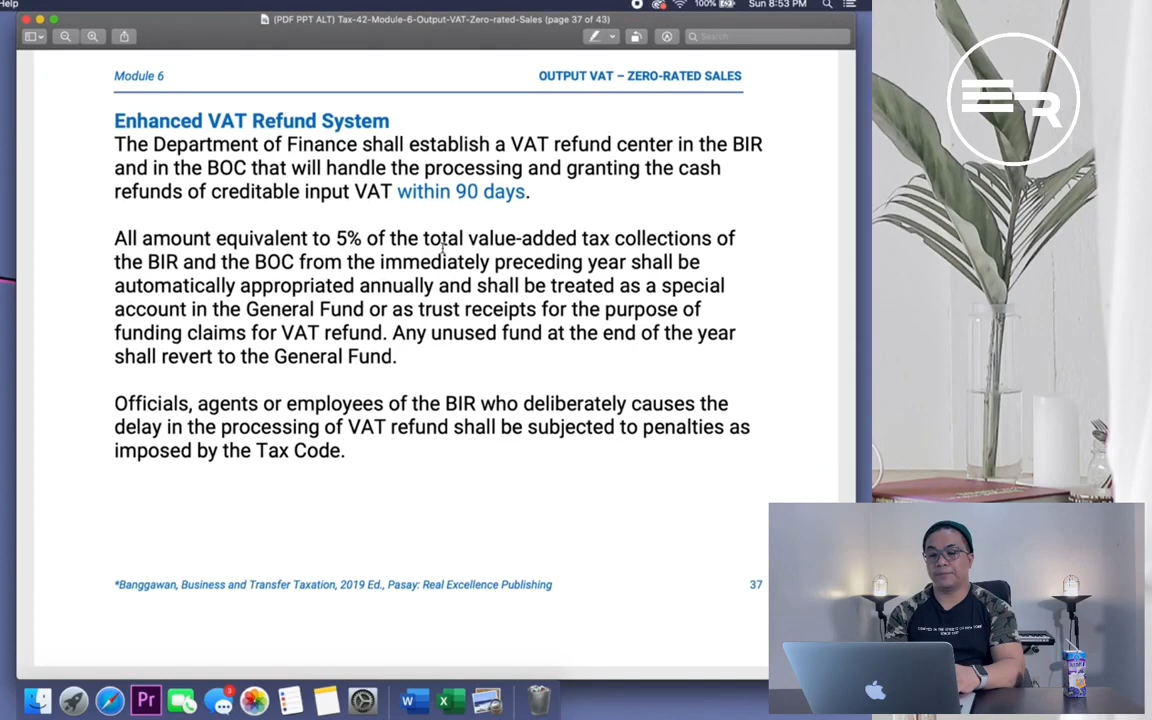 Help
100%
Sun 8:53 PM
(PDF PPT ALT) Tax-42-Module-6-Output-VAT-Zero-rated-Sales (page 37 of 43)
Search
Module 6
OUTPUT VAT – ZERO-RATED SALES
Enhanced VAT Refund System
The Department of Finance shall establish a VAT refund center in the BIR
and in the BOC that will handle the processing and granting the cash
refunds of creditable input VAT within 90 days.
All amount equivalent to 5% of the total value-added tax collections of
the BIR and the BOC from the immediately preceding year shall be
automatically appropriated annually and shall be treated as a special
account in the General Fund or as trust receipts for the purpose of
funding claims for VAT refund. Any unused fund at the end of the year
shall revert to the General Fund.
Officials, agents or employees of the BIR who deliberately causes the
delay in the processing of VAT refund shall be subjected to penalties as
imposed by the Tax Code.
*Banggawan, Business and Transfer Taxation, 2019 Ed., Pasay: Real Excellence Publishing
37
ER
Pr
3
W
X